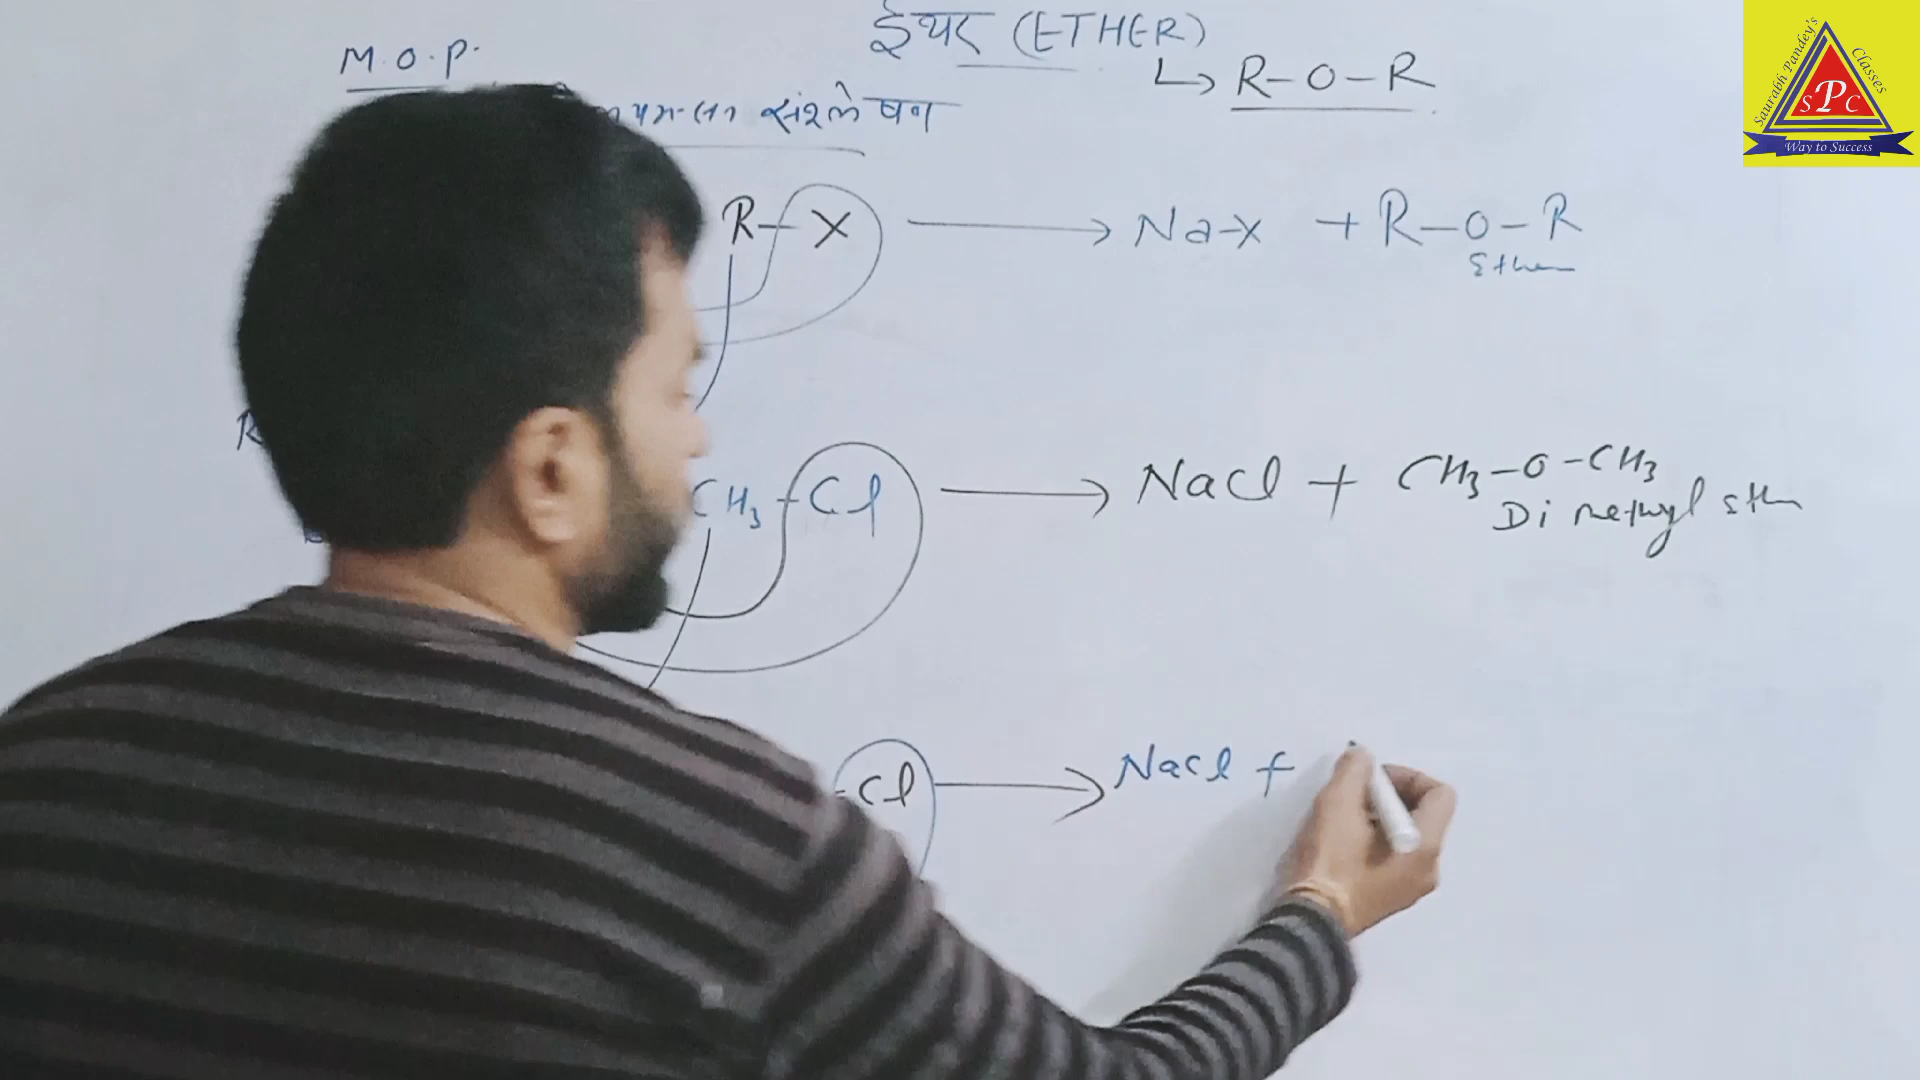 ईथर (ETHER)
M.O.P.
↳ R-O-R
संश्लेषण
R-X → Na-X + R-O-R
Ether
R
CH3-Cl → NaCl + CH3-O-CH3
Di methyl
-Cl → NaCl +
Saurabh Pandey's Classes
SPC
Way to Success